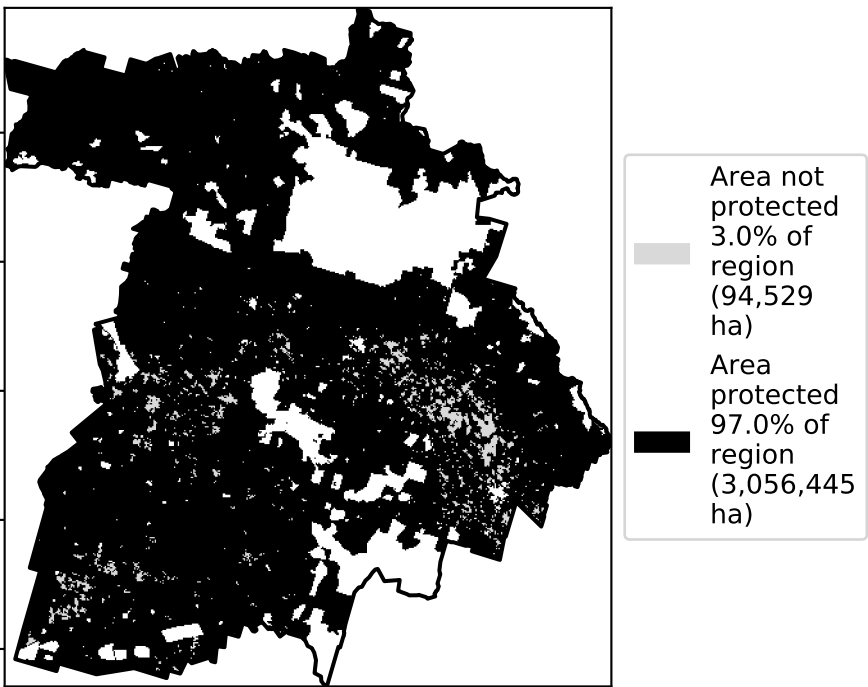 Area not
protected
3.0% of
region
(94,529
ha)
Area
protected
97.0% of
region
(3,056,445
ha)